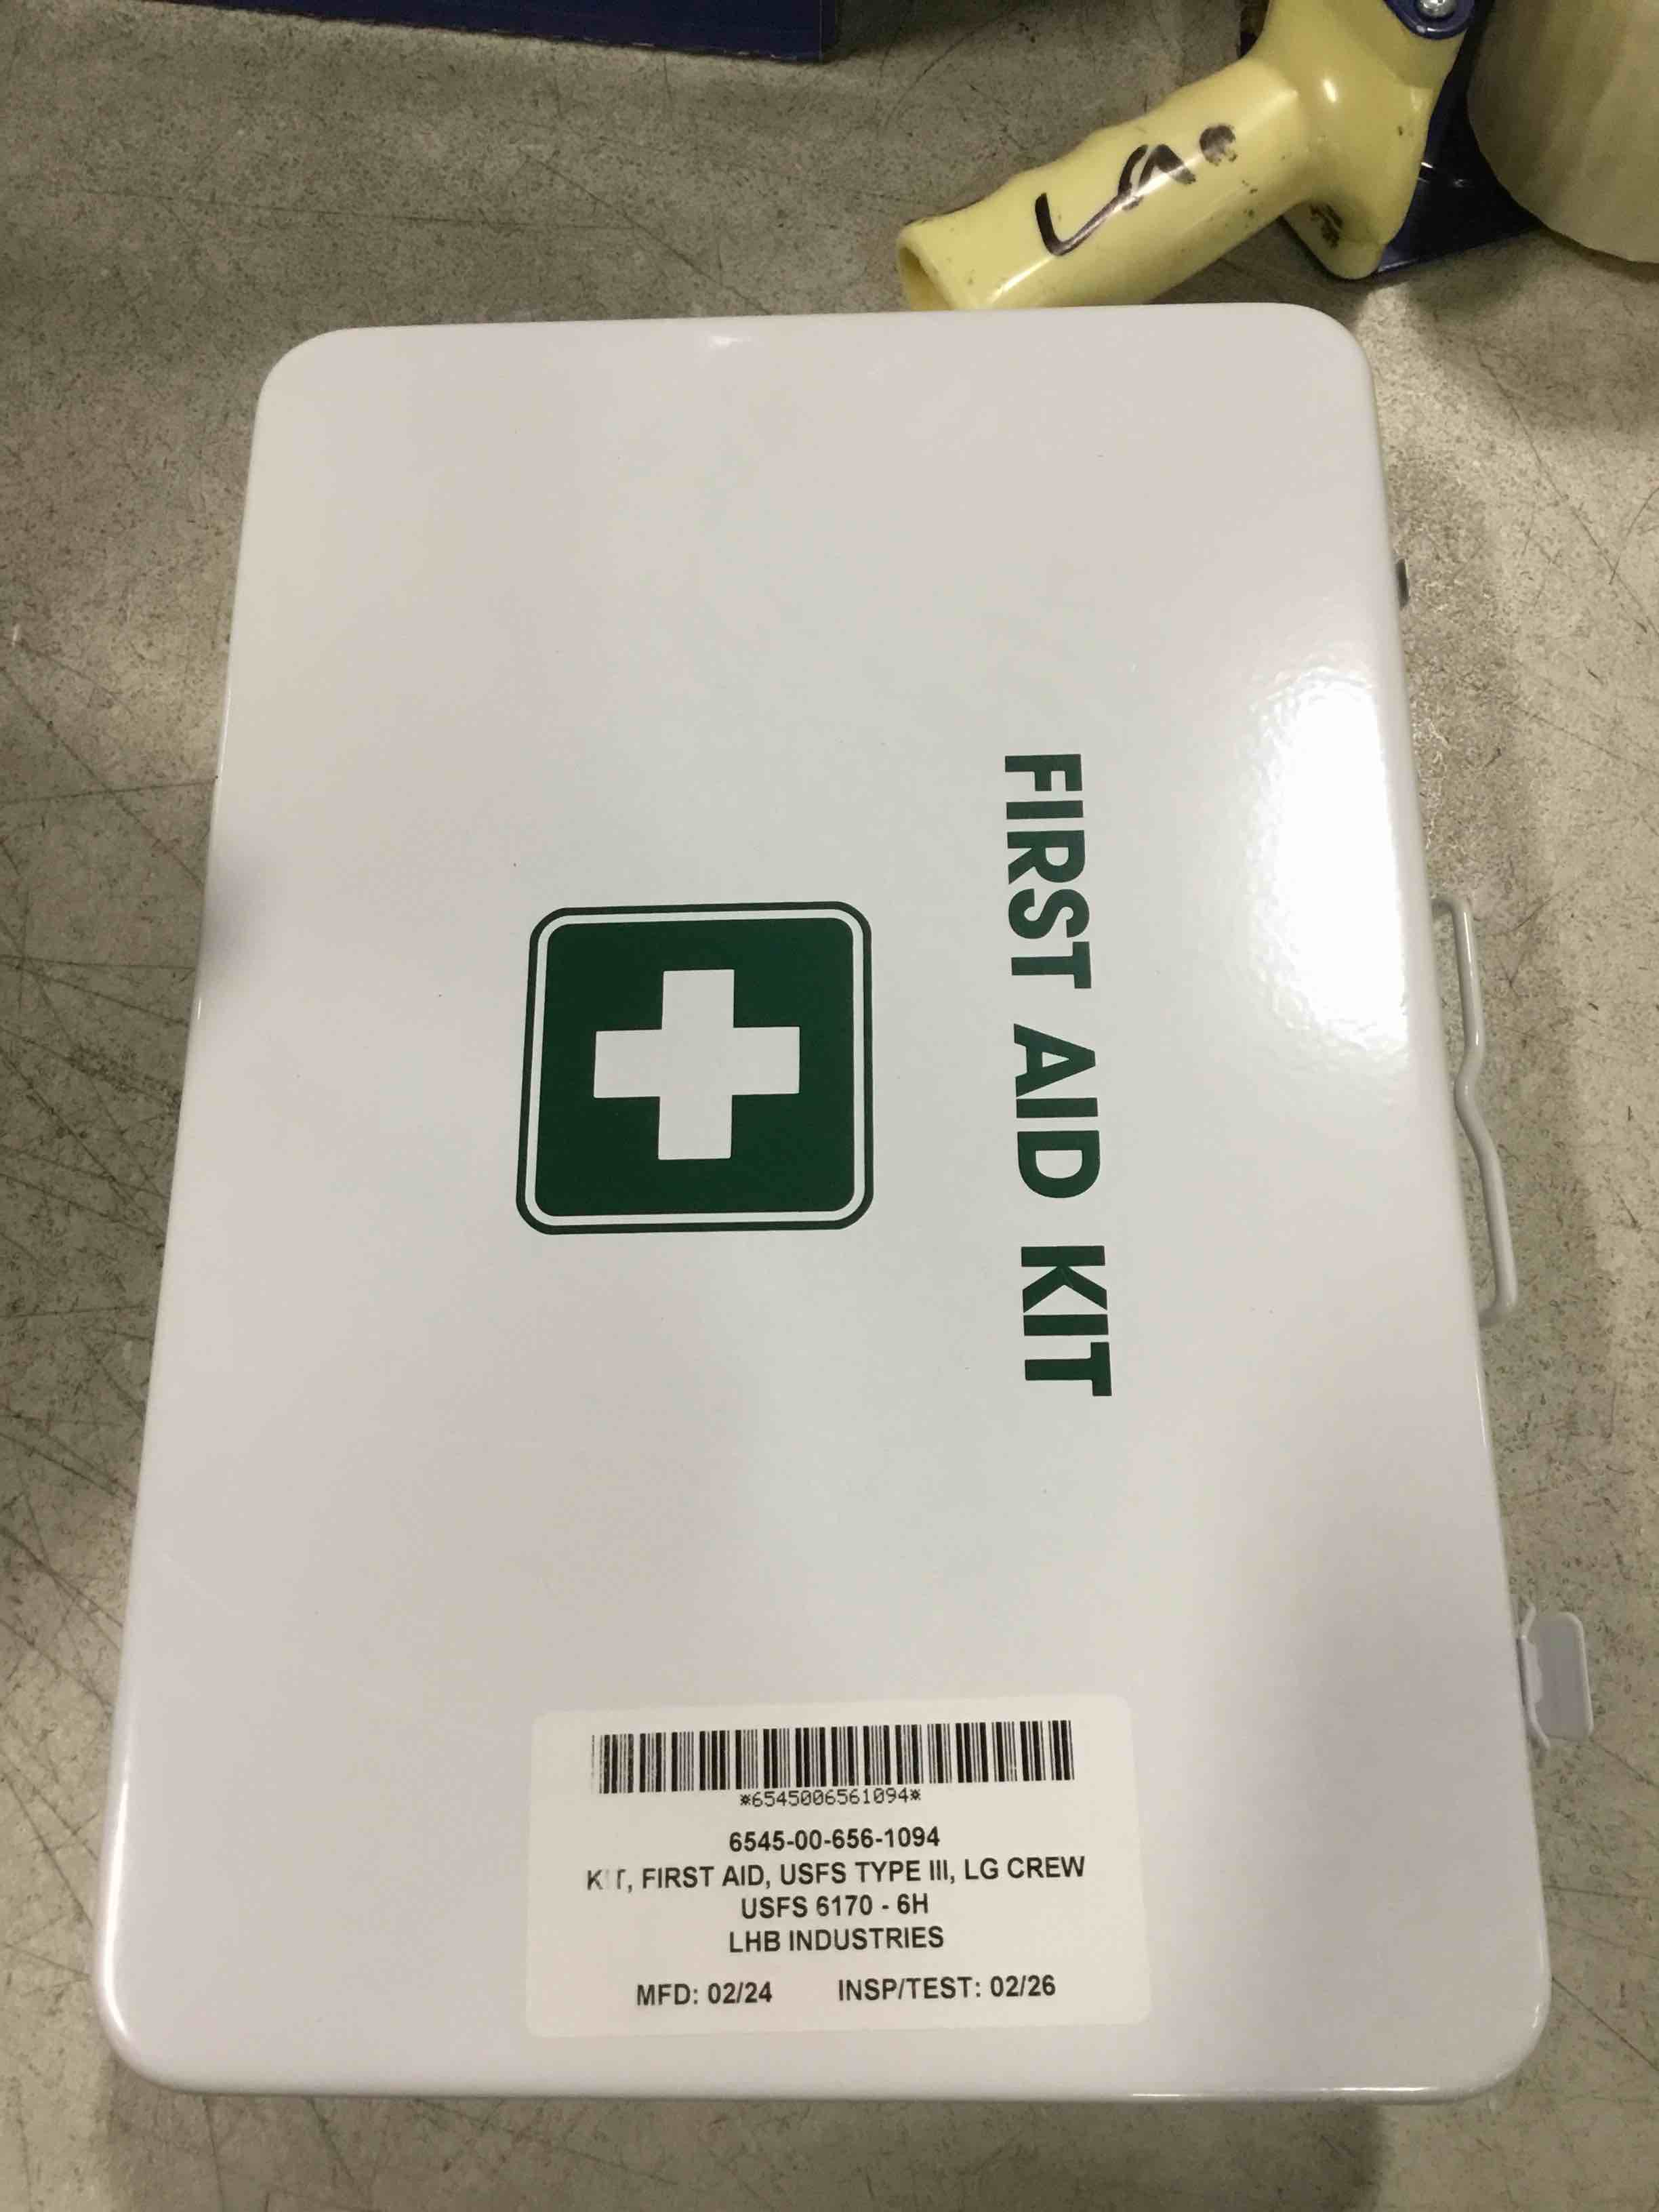 FIRST AID KIT
*6545006561094*
6545-00-656-1094
KIT, FIRST AID, USFS TYPE III, LG CREW
USFS 6170 - 6H
LHB INDUSTRIES
MFD: 02/24 INSP/TEST: 02/26